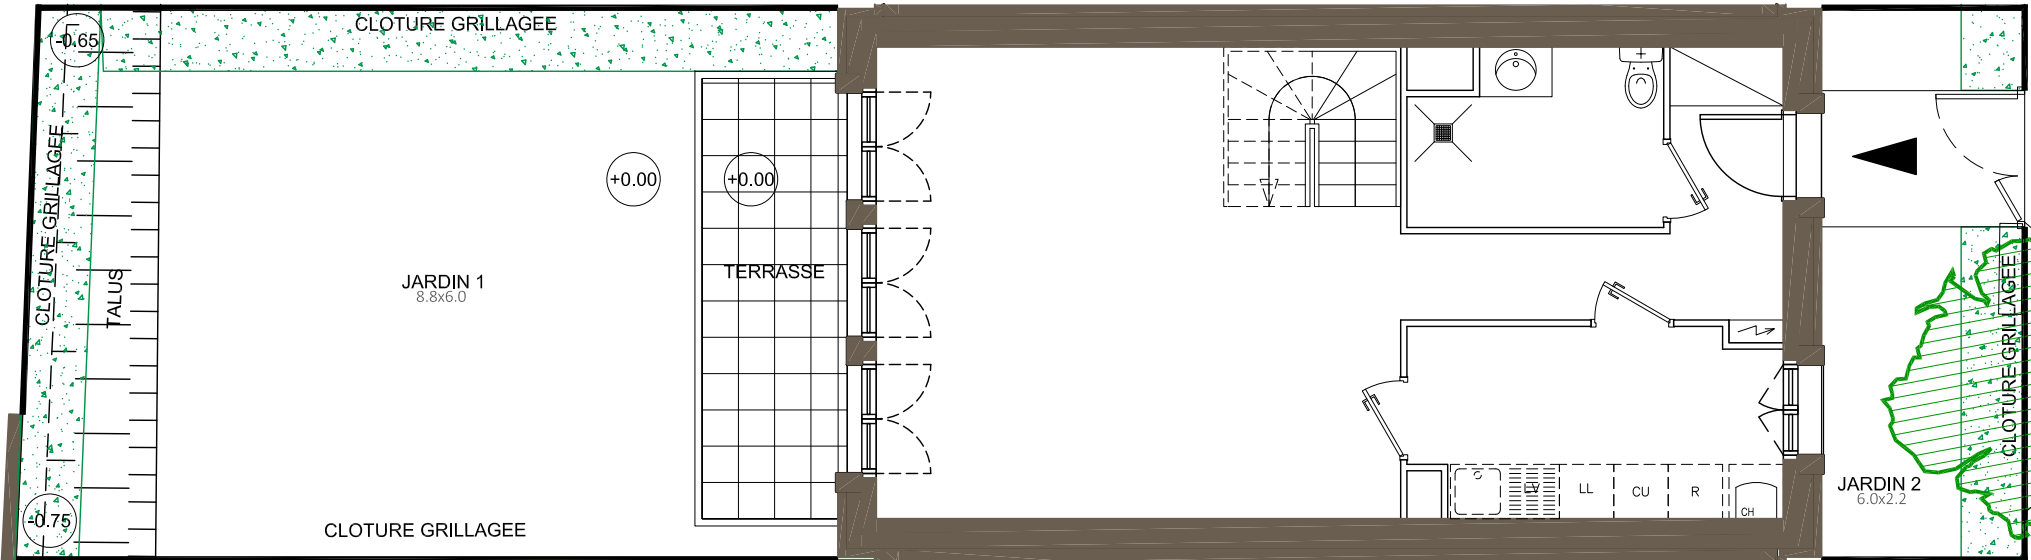 CLOTURE GRILLAGEE
-0.65
CLOTURE GRILLAGEE
TALUS
+0.00
+0.00
JARDIN 1
8.8x6.0
TERRASSE
CLOTURE GRILLAGEE
-0.75
LV
LL
CU
R
CH
JARDIN 2
6.0x2.2
CLOTURE GRILLAGEE